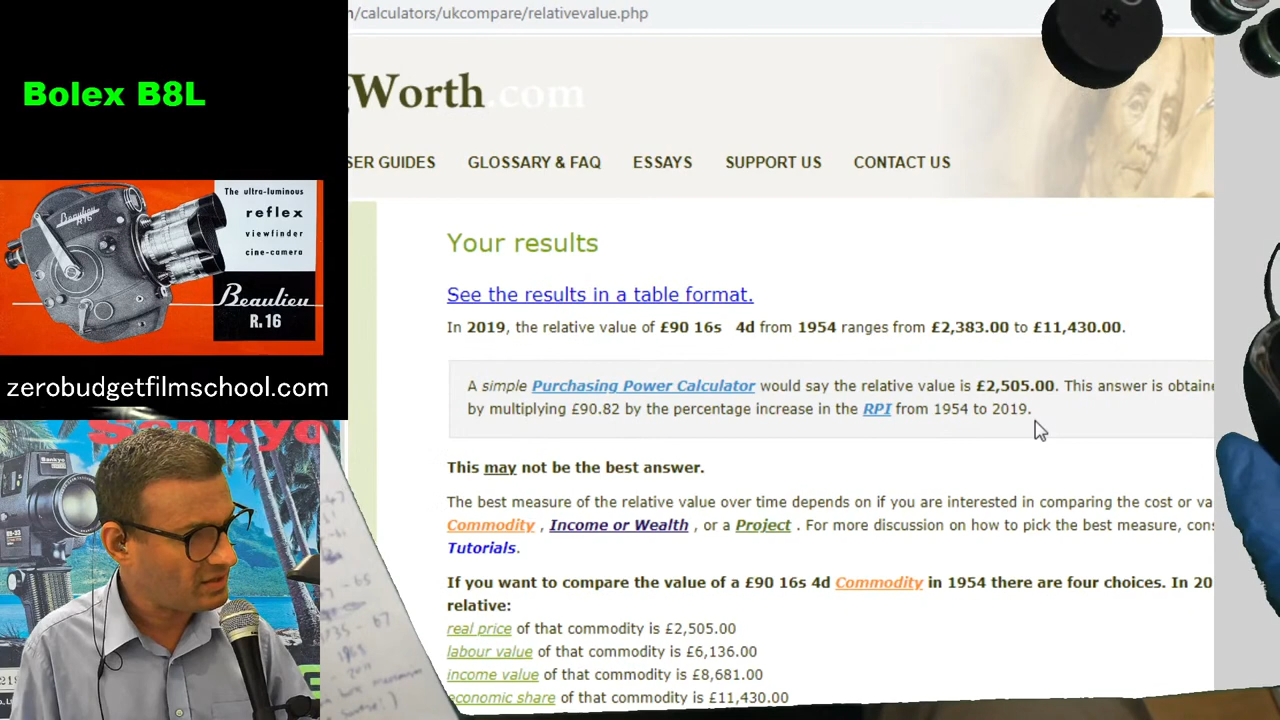 /calculators/ukcompare/relativevalue.php
Bolex B8L
Worth.com
SER GUIDES GLOSSARY & FAQ ESSAYS SUPPORT US CONTACT US
The ultra-luminous
reflex
viewfinder
cine-camera
Beaulieu
R.16
Beaulieu
zerobudgetfilmschool.com
Sankyo
Sankyo
Your results
See the results in a table format.
In 2019, the relative value of £90 16s 4d from 1954 ranges from £2,383.00 to £11,430.00.
A simple Purchasing Power Calculator would say the relative value is £2,505.00. This answer is obtaine
by multiplying £90.82 by the percentage increase in the RPI from 1954 to 2019.
This may not be the best answer.
The best measure of the relative value over time depends on if you are interested in comparing the cost or va
Commodity , Income or Wealth , or a Project . For more discussion on how to pick the best measure, cons
Tutorials.
If you want to compare the value of a £90 16s 4d Commodity in 1954 there are four choices. In 20
relative:
real price of that commodity is £2,505.00
labour value of that commodity is £6,136.00
income value of that commodity is £8,681.00
economic share of that commodity is £11,430.00